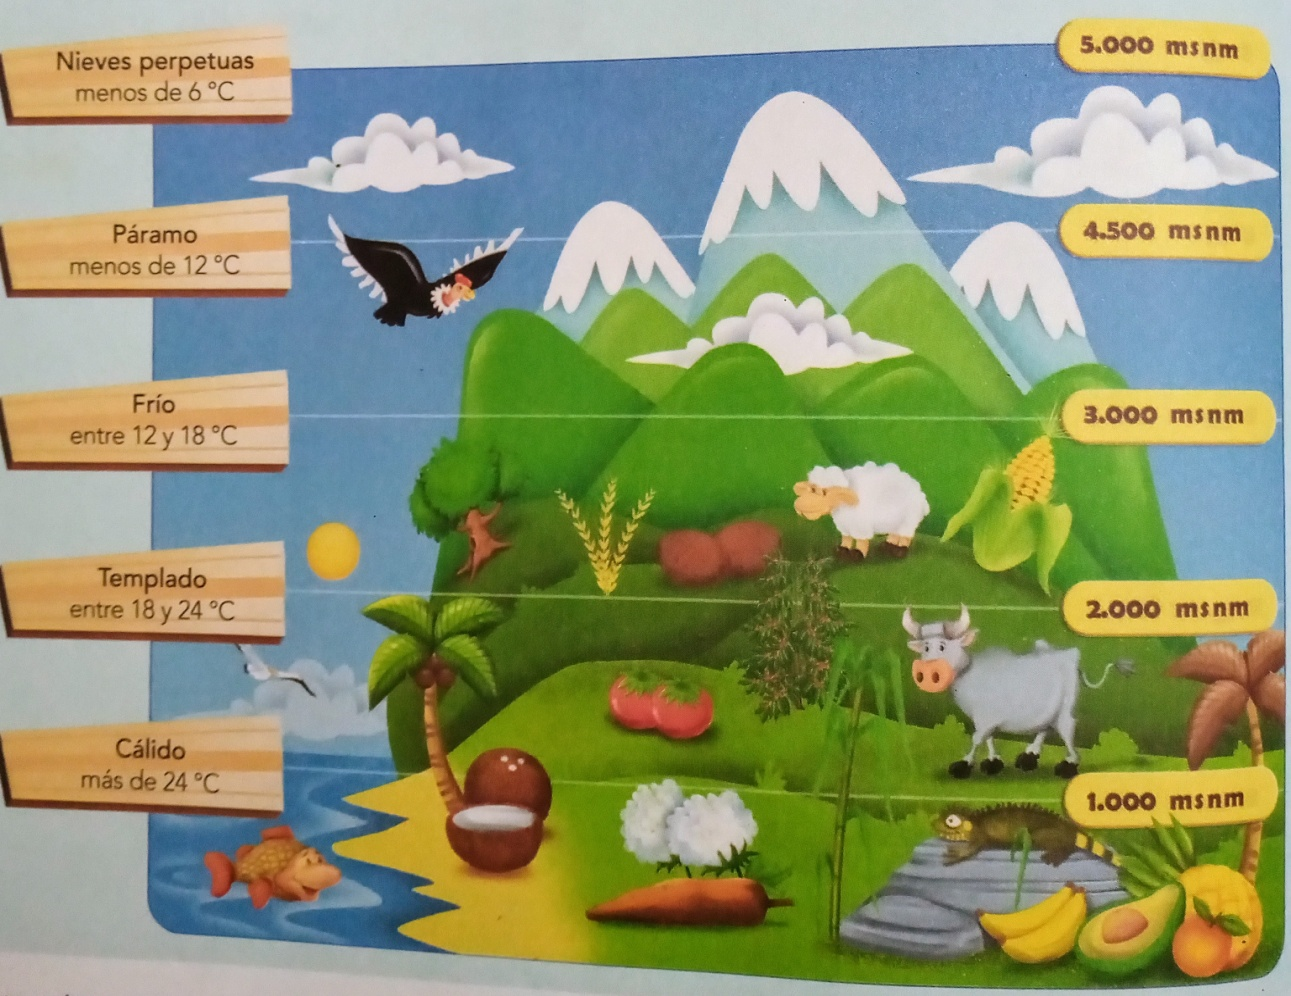 Nieves perpetuas
menos de 6 °C
5.000 msnm
Páramo
menos de 12 °C
4.500 msnm
Frío
entre 12 y 18 °C
3.000 msnm
Templado
entre 18 y 24 °C
2.000 msnm
Cálido
más de 24 °C
1.000 msnm